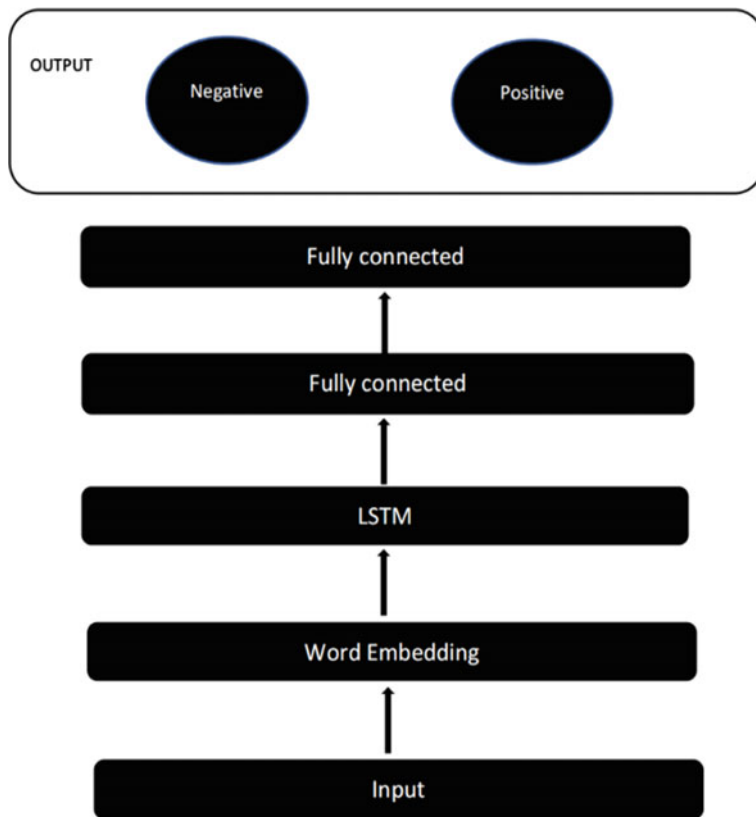 OUTPUT
Negative
Positive
Fully connected
Fully connected
LSTM
Word Embedding
Input